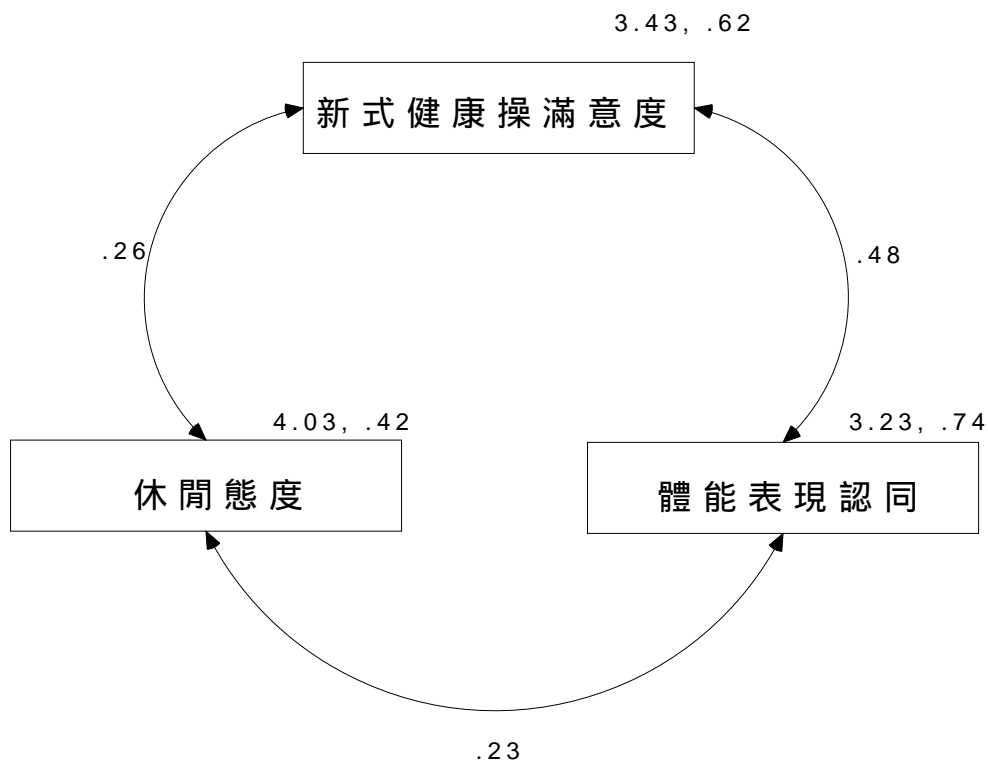 3.43, .62
新式健康操滿意度
.26
.48
4.03, .42
3.23, .74
休閒態度
體能表現認同
.23